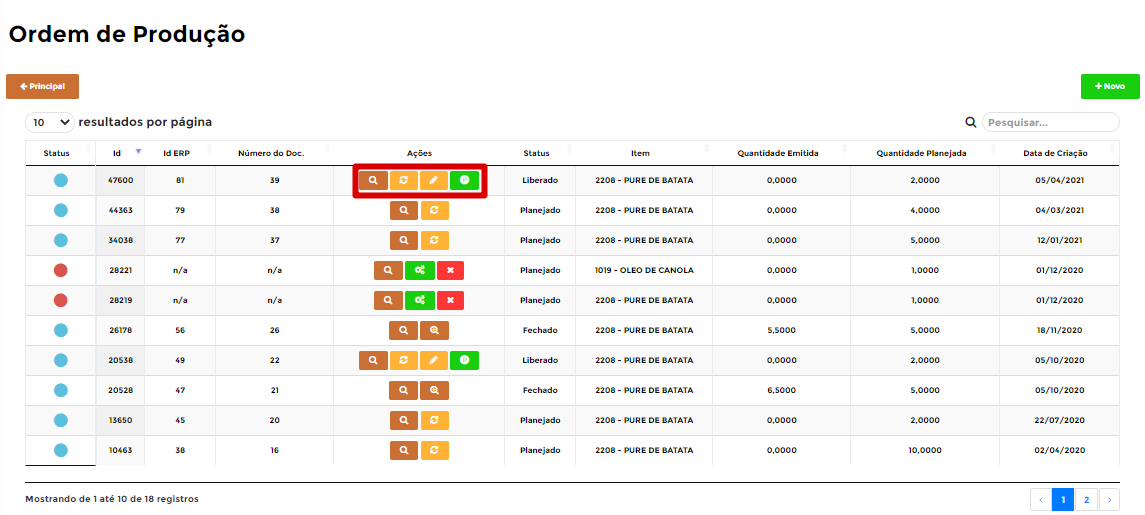 Ordem de Produção
Principal
+ Novo
10 resultados por página
Pesquisar...
Status Id Id ERP Número do Doc. Ações Status Item Quantidade Emitida Quantidade Planejada Data de Criação
47600 81 39 Liberado 2208 - PURE DE BATATA 0,0000 2,0000 05/04/2021
44363 79 38 Planejado 2208 - PURE DE BATATA 0,0000 4,0000 04/03/2021
34038 77 37 Planejado 2208 - PURE DE BATATA 0,0000 5,0000 12/01/2021
28221 n/a n/a Planejado 1019 - OLEO DE CANOLA 0,0000 1,0000 01/12/2020
28219 n/a n/a Planejado 2208 - PURE DE BATATA 0,0000 1,0000 01/12/2020
26178 56 26 Fechado 2208 - PURE DE BATATA 5,5000 5,0000 18/11/2020
20538 49 22 Liberado 2208 - PURE DE BATATA 0,0000 2,0000 05/10/2020
20528 47 21 Fechado 2208 - PURE DE BATATA 6,5000 5,0000 05/10/2020
13650 45 20 Planejado 2208 - PURE DE BATATA 0,0000 2,0000 22/07/2020
10463 38 16 Planejado 2208 - PURE DE BATATA 0,0000 10,0000 02/04/2020
Mostrando de 1 até 10 de 18 registros
‹ 1 2 ›